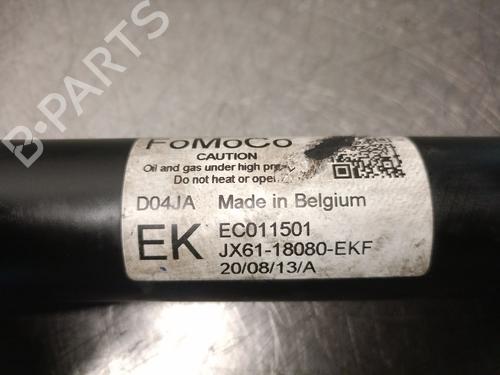 FoMoCo
CAUTION
Oil and gas under high
Do not heat or open
D04JA Made in Belgium
EK EC011501
JX61-18080-EKF
20/08/13/A